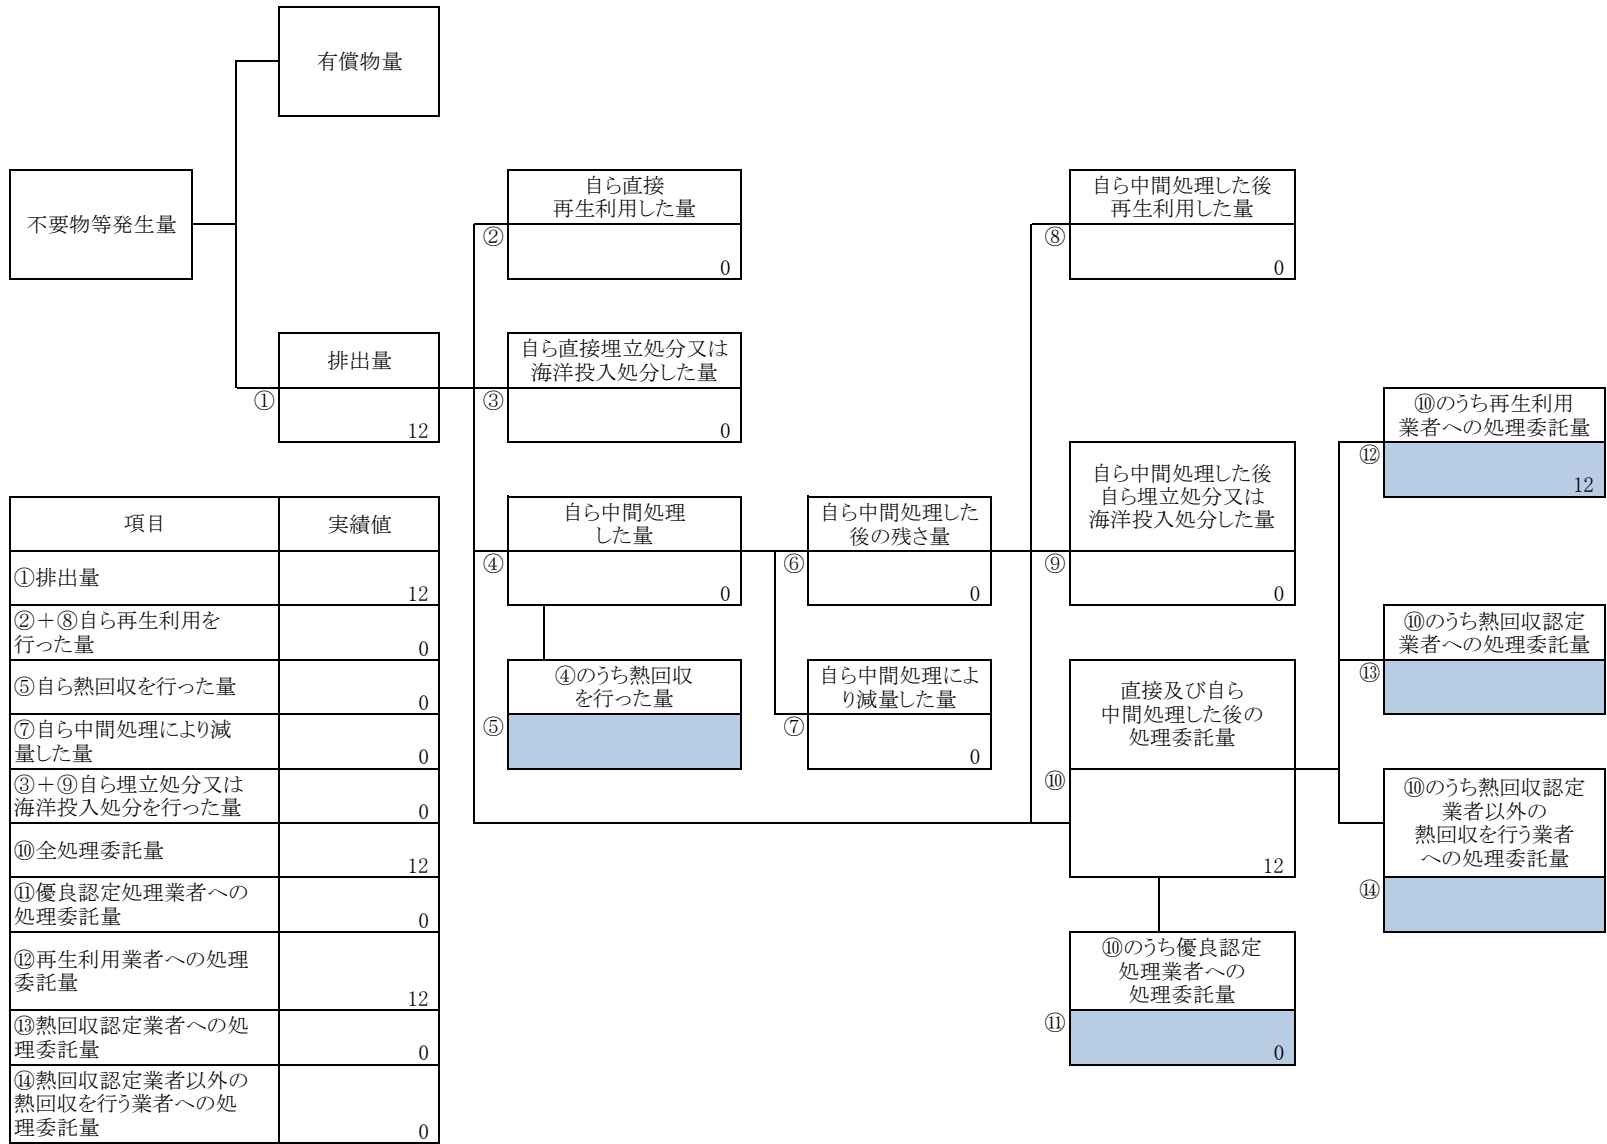 有償物量
不要物等発生量
排出量
①
12
自ら直接
再生利用した量
②
0
自ら直接埋立処分又は
海洋投入処分した量
③
0
自ら中間処理
した量
④
0
④のうち熱回収
を行った量
⑤
自ら中間処理した
後の残さ量
⑥
0
自ら中間処理によ
り減量した量
⑦
0
自ら中間処理した後
再生利用した量
⑧
0
自ら中間処理した後
自ら埋立処分又は
海洋投入処分した量
⑨
0
直接及び自ら
中間処理した後の
処理委託量
⑩
12
⑩のうち優良認定
処理業者への
処理委託量
⑪
0
⑩のうち再生利用
業者への処理委託量
⑫
12
⑩のうち熱回収認定
業者への処理委託量
⑬
⑩のうち熱回収認定
業者以外の
熱回収を行う業者
への処理委託量
⑭
項目 実績値
①排出量
12
②＋⑧自ら再生利用を
行った量
0
⑤自ら熱回収を行った量
0
⑦自ら中間処理により減
量した量
0
③＋⑨自ら埋立処分又は
海洋投入処分を行った量
0
⑩全処理委託量
12
⑪優良認定処理業者への
処理委託量
0
⑫再生利用業者への処理
委託量
12
⑬熱回収認定業者への処
理委託量
0
⑭熱回収認定業者以外の
熱回収を行う業者への処
理委託量
0